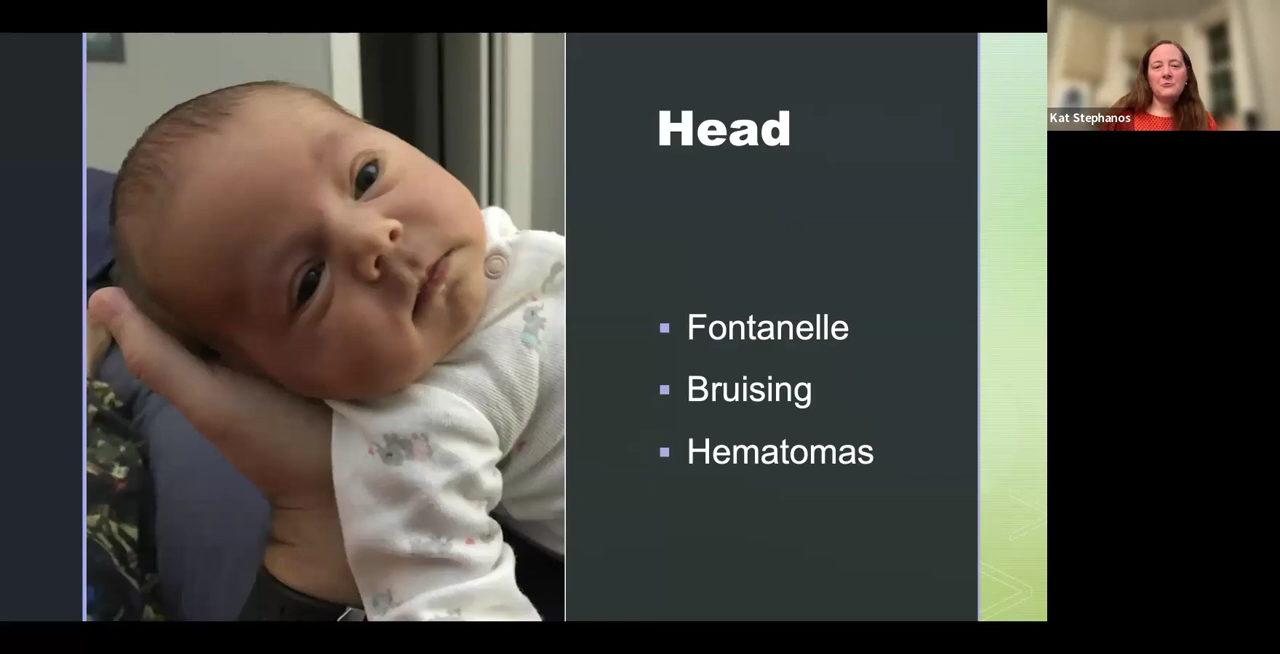 Head
Fontanelle
Bruising
Hematomas
Kat Stephanos